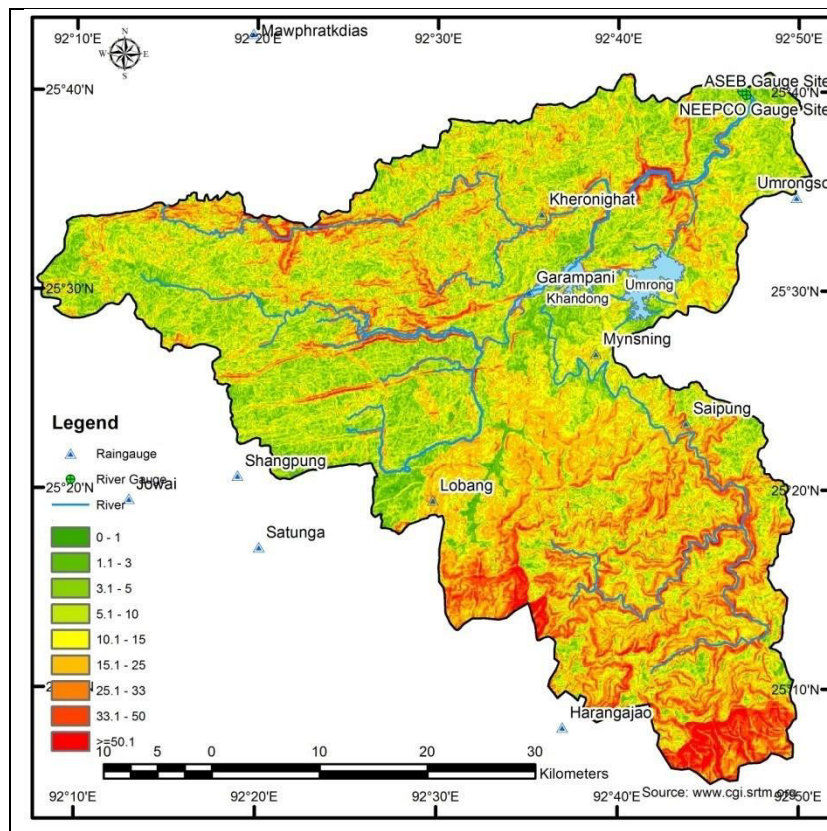 92°10'E 92°20'E 92°30'E 92°40'E 92°50'E
Mawphratkdias
N
W E
S
25°40'N
ASEB Gauge Site
25°40'N
NEEPCO Gauge Site
Umrongso
Kheronighat
25°30'N
Garampani
Khandong
Umrong
25°30'N
Mynsning
Saipung
Legend
Raingauge
River Gauge
River
Shangpung
Jowai
25°20'N
Lobang
25°20'N
Satunga
0 - 1
1.1 - 3
3.1 - 5
5.1 - 10
10.1 - 15
15.1 - 25
25.1 - 33
33.1 - 50
>=50.1
25°10'N
Harangajao
10 5 0 10 20 30
Kilometers
Source: www.cgi.srtm.org
92°10'E 92°20'E 92°30'E 92°40'E 92°50'E